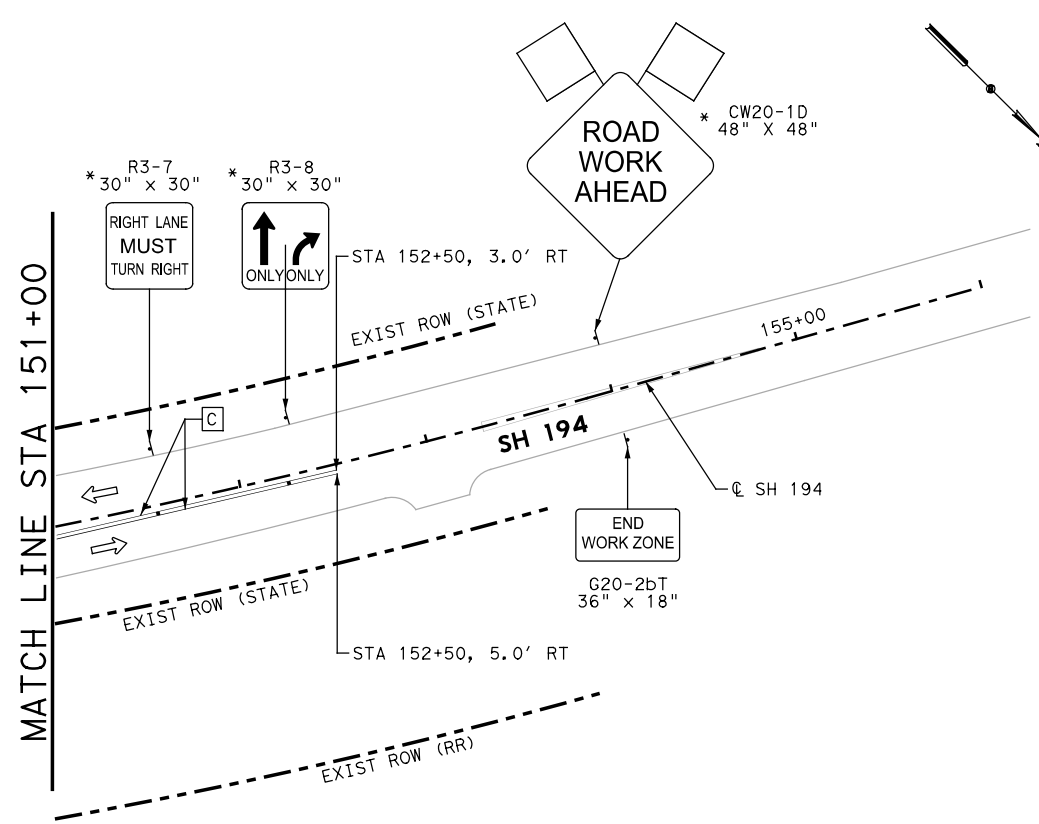 * CW20-1D
48" X 48"
ROAD
WORK
AHEAD
R3-7
* 30" x 30"
R3-8
* 30" x 30"
RIGHT LANE
MUST
TURN RIGHT
ONLY ONLY
STA 152+50, 3.0' RT
EXIST ROW (STATE)
155+00
MATCH LINE STA 151+00
C
SH 194
℄ SH 194
END
WORK ZONE
G20-2bT
36" x 18"
EXIST ROW (STATE)
STA 152+50, 5.0' RT
EXIST ROW (RR)